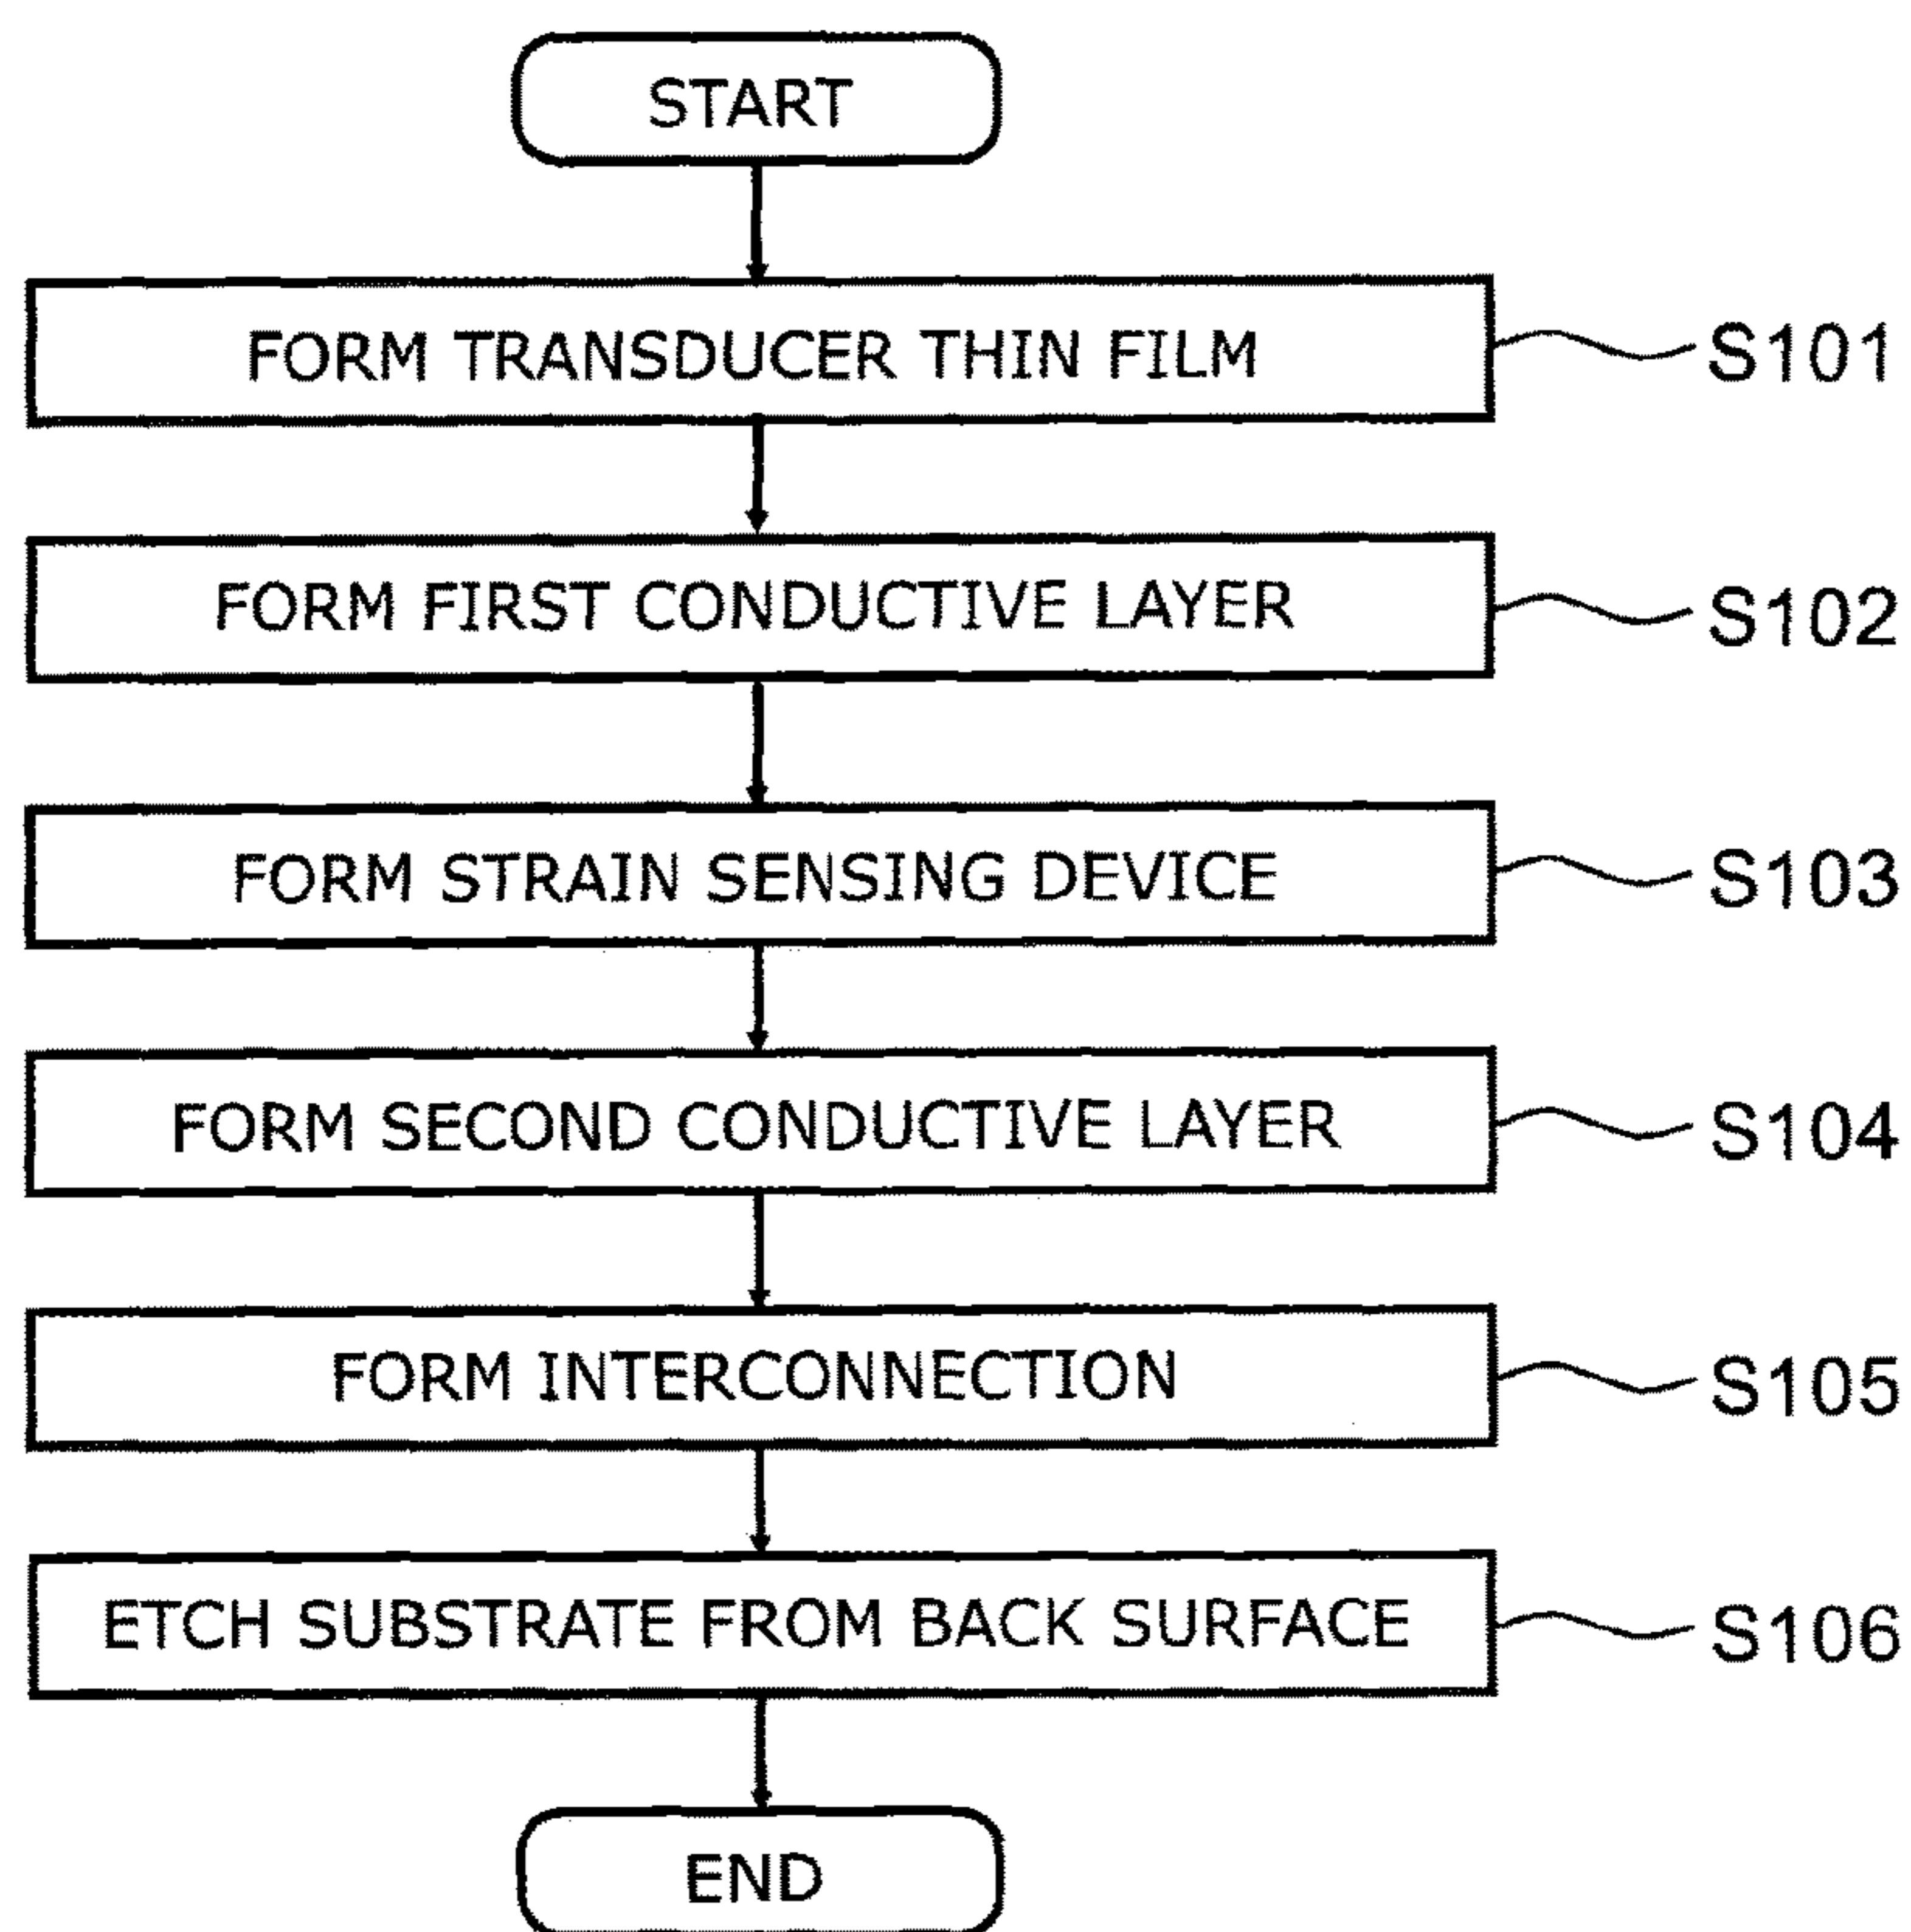 START
FORM TRANSDUCER THIN FILM
S101
FORM FIRST CONDUCTIVE LAYER
S102
FORM STRAIN SENSING DEVICE
S103
FORM SECOND CONDUCTIVE LAYER
S104
FORM INTERCONNECTION
S105
ETCH SUBSTRATE FROM BACK SURFACE
S106
END